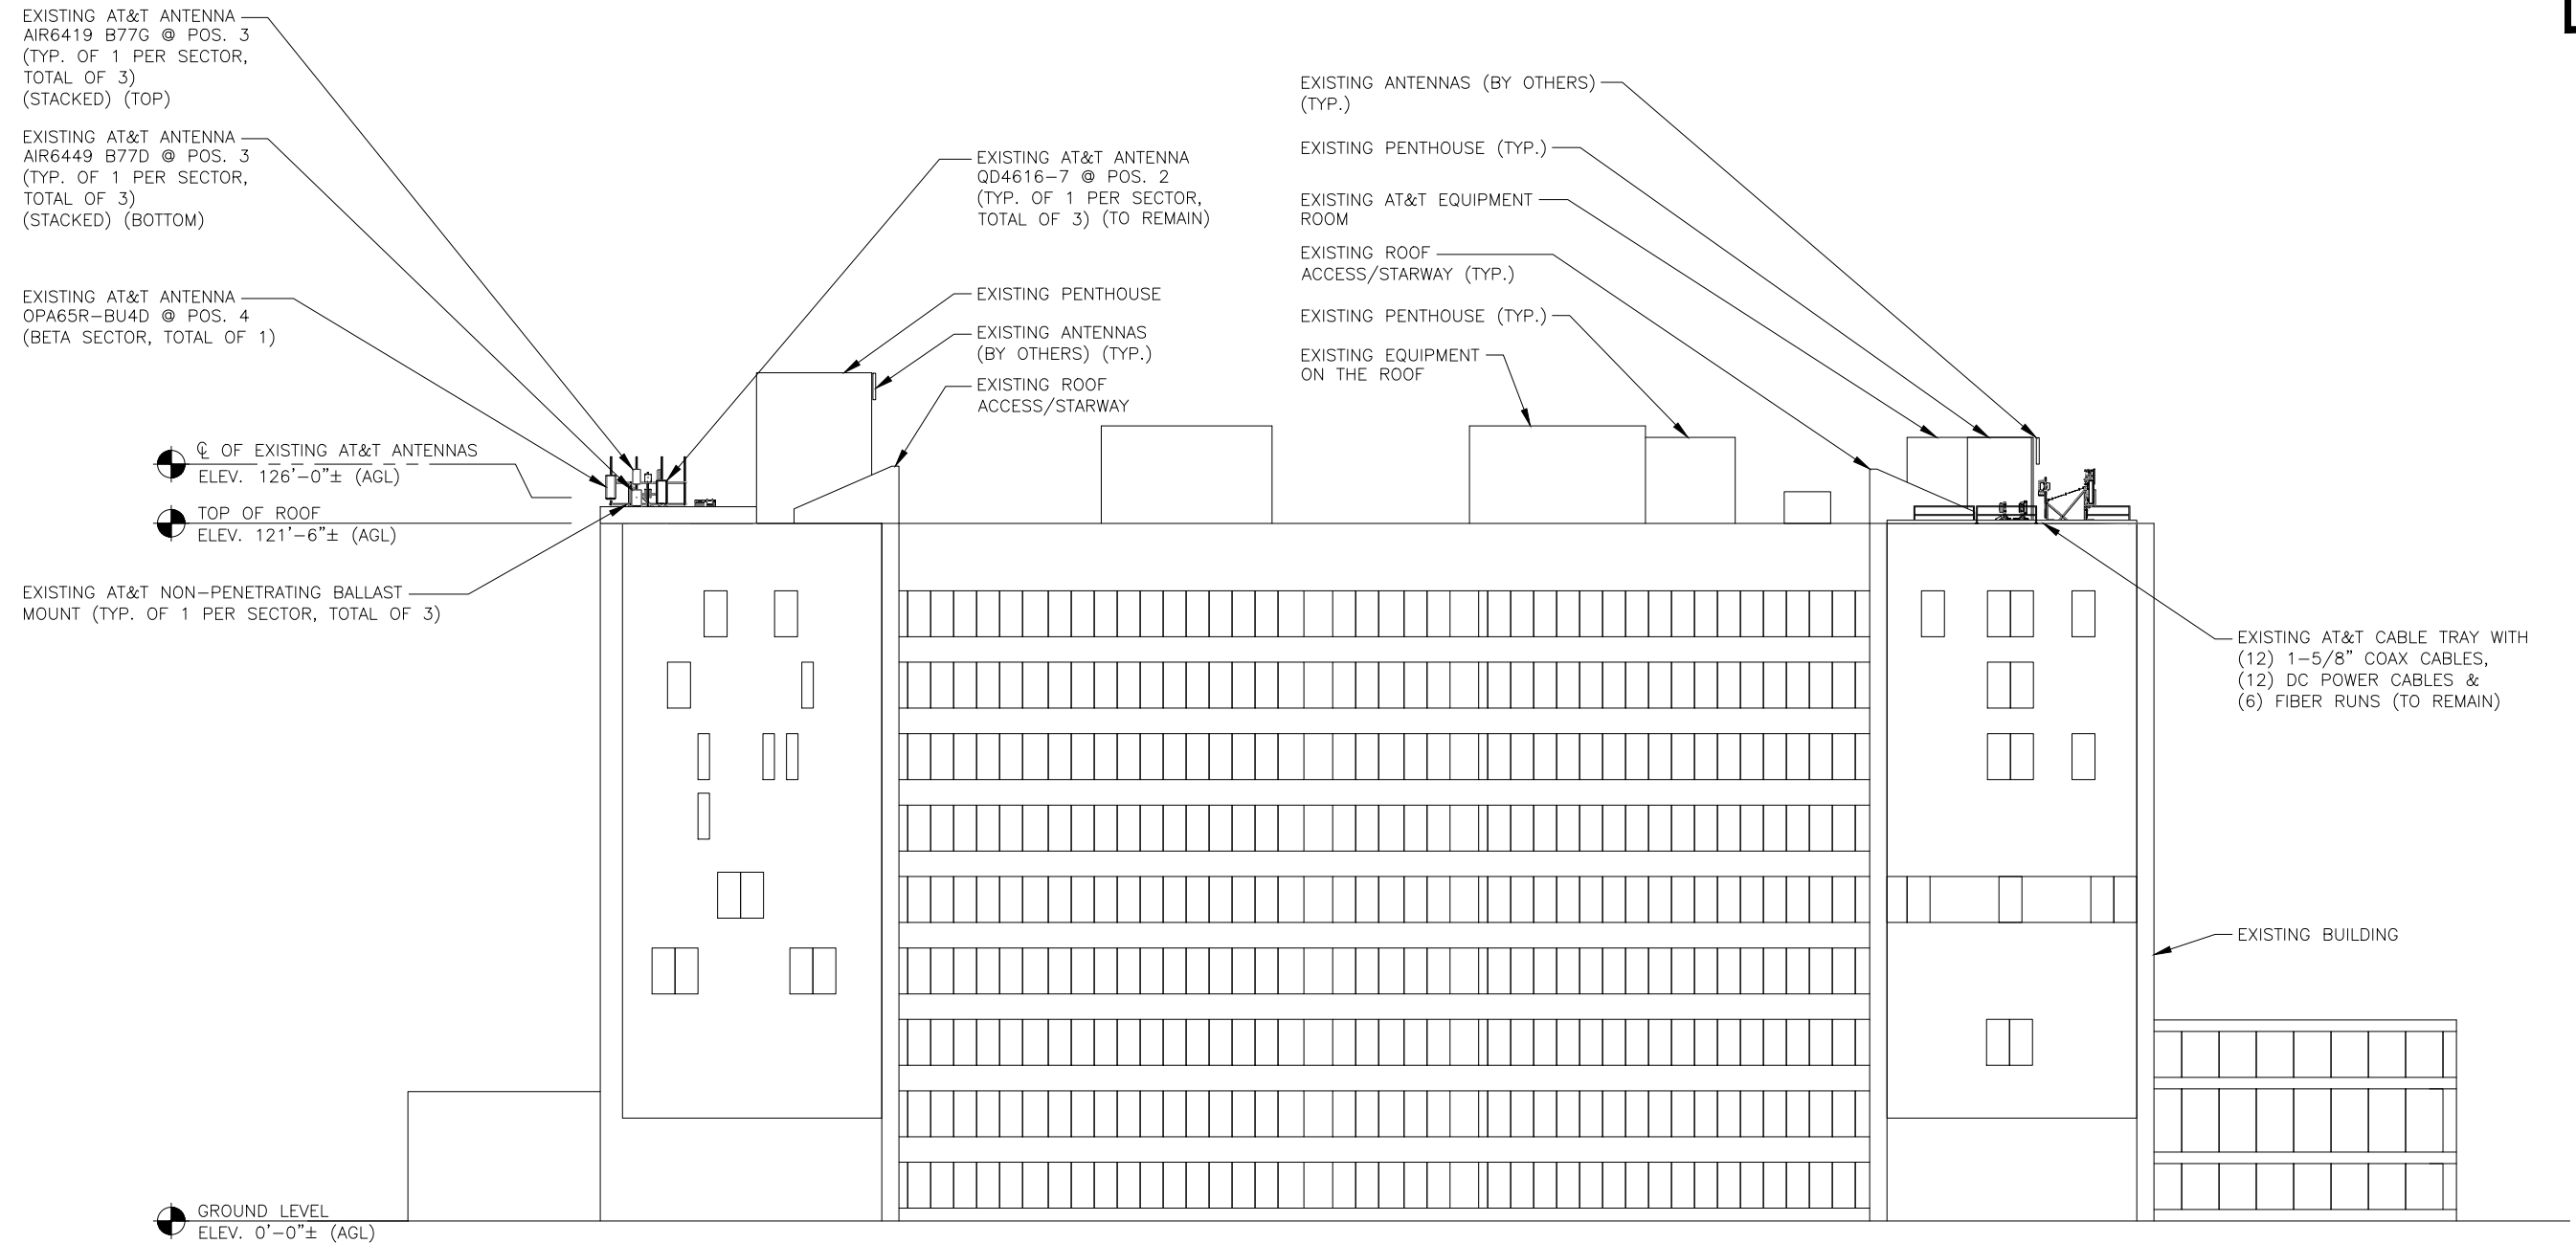 EXISTING AT&T ANTENNA
AIR6419 B77G @ POS. 3
(TYP. OF 1 PER SECTOR,
TOTAL OF 3)
(STACKED) (TOP)
EXISTING AT&T ANTENNA
AIR6449 B77D @ POS. 3
(TYP. OF 1 PER SECTOR,
TOTAL OF 3)
(STACKED) (BOTTOM)
EXISTING AT&T ANTENNA
OPA65R-BU4D @ POS. 4
(BETA SECTOR, TOTAL OF 1)
℄ OF EXISTING AT&T ANTENNAS
ELEV. 126'-0"± (AGL)
TOP OF ROOF
ELEV. 121'-6"± (AGL)
EXISTING AT&T NON-PENETRATING BALLAST
MOUNT (TYP. OF 1 PER SECTOR, TOTAL OF 3)
GROUND LEVEL
ELEV. 0'-0"± (AGL)
EXISTING AT&T ANTENNA
QD4616-7 @ POS. 2
(TYP. OF 1 PER SECTOR,
TOTAL OF 3) (TO REMAIN)
EXISTING PENTHOUSE
EXISTING ANTENNAS
(BY OTHERS) (TYP.)
EXISTING ROOF
ACCESS/STARWAY
EXISTING ANTENNAS (BY OTHERS)
(TYP.)
EXISTING PENTHOUSE (TYP.)
EXISTING AT&T EQUIPMENT
ROOM
EXISTING ROOF
ACCESS/STARWAY (TYP.)
EXISTING PENTHOUSE (TYP.)
EXISTING EQUIPMENT
ON THE ROOF
EXISTING AT&T CABLE TRAY WITH
(12) 1-5/8" COAX CABLES,
(12) DC POWER CABLES &
(6) FIBER RUNS (TO REMAIN)
EXISTING BUILDING